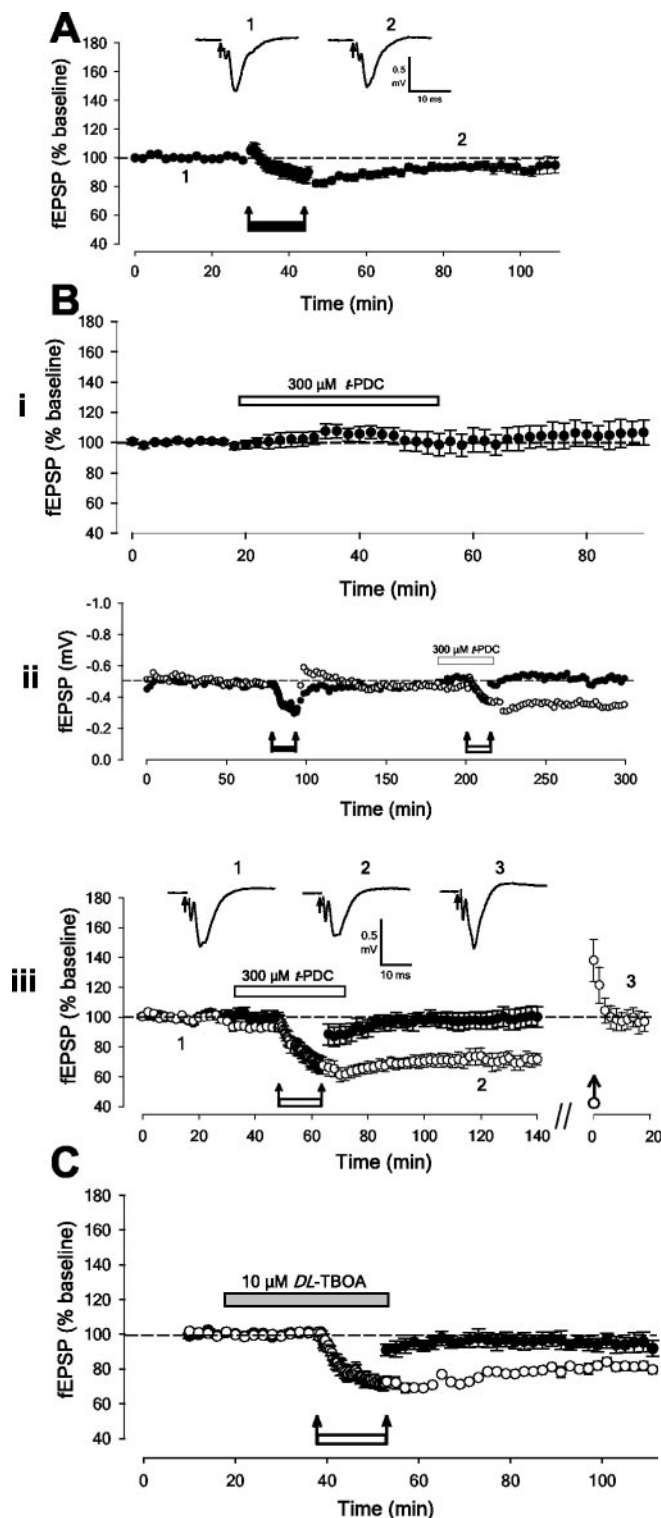 A
1 2
0.5
mV
10 ms
fEPSP (% baseline)
180
160
140
120
100
80
60
40
1
2
0 20 40 60 80 100
Time (min)
B
i
fEPSP (% baseline)
180
160
140
120
100
80
60
40
300 µM t-PDC
0 20 40 60 80
Time (min)
ii
fEPSP (mV)
-1.0
-0.8
-0.6
-0.4
-0.2
0.0
300 µM t-PDC
0 50 100 150 200 250 300
Time (min)
iii
fEPSP (% baseline)
180
160
140
120
100
80
60
40
1 2 3
0.5
mV
10 ms
300 µM t-PDC
1
2
3
0 20 40 60 80 100 120 140 // 0 20
Time (min)
C
fEPSP (% baseline)
180
160
140
120
100
80
60
40
10 µM DL-TBOA
0 20 40 60 80 100
Time (min)